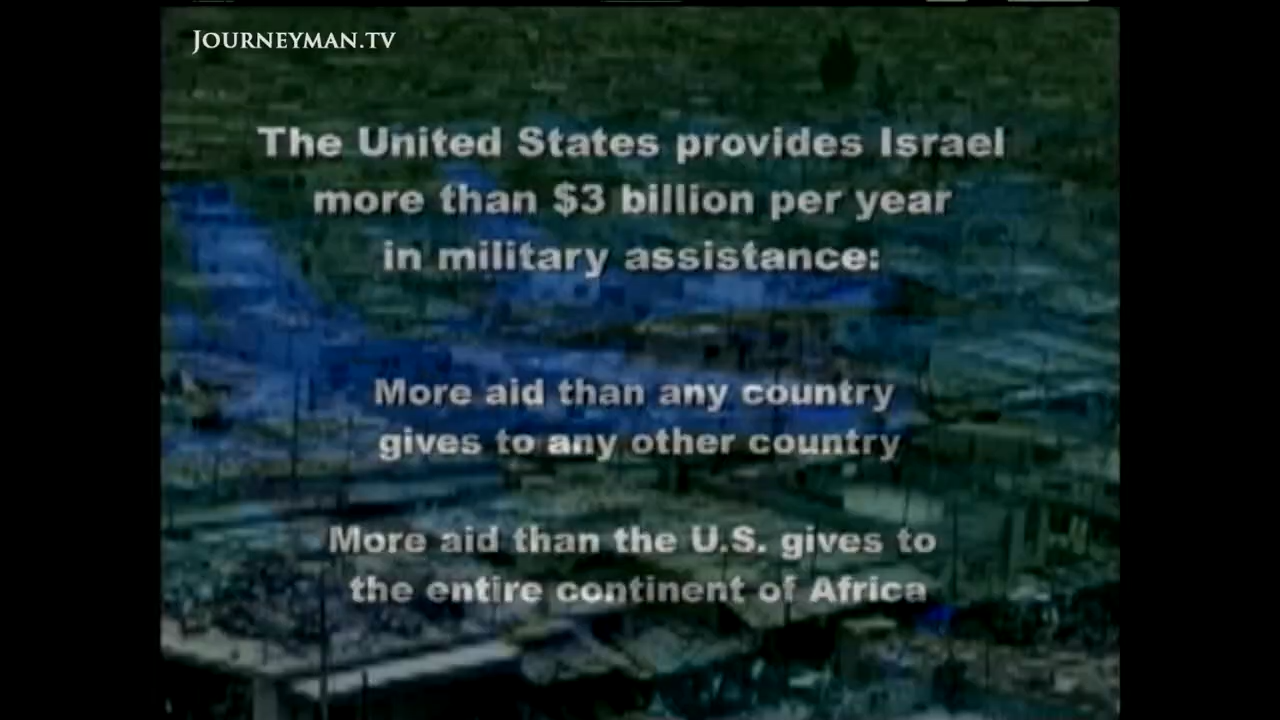 JOURNEYMAN.TV
The United States provides Israel
more than $3 billion per year
in military assistance:
More aid than any country
gives to any other country
More aid than the U.S. gives to
the entire continent of Africa